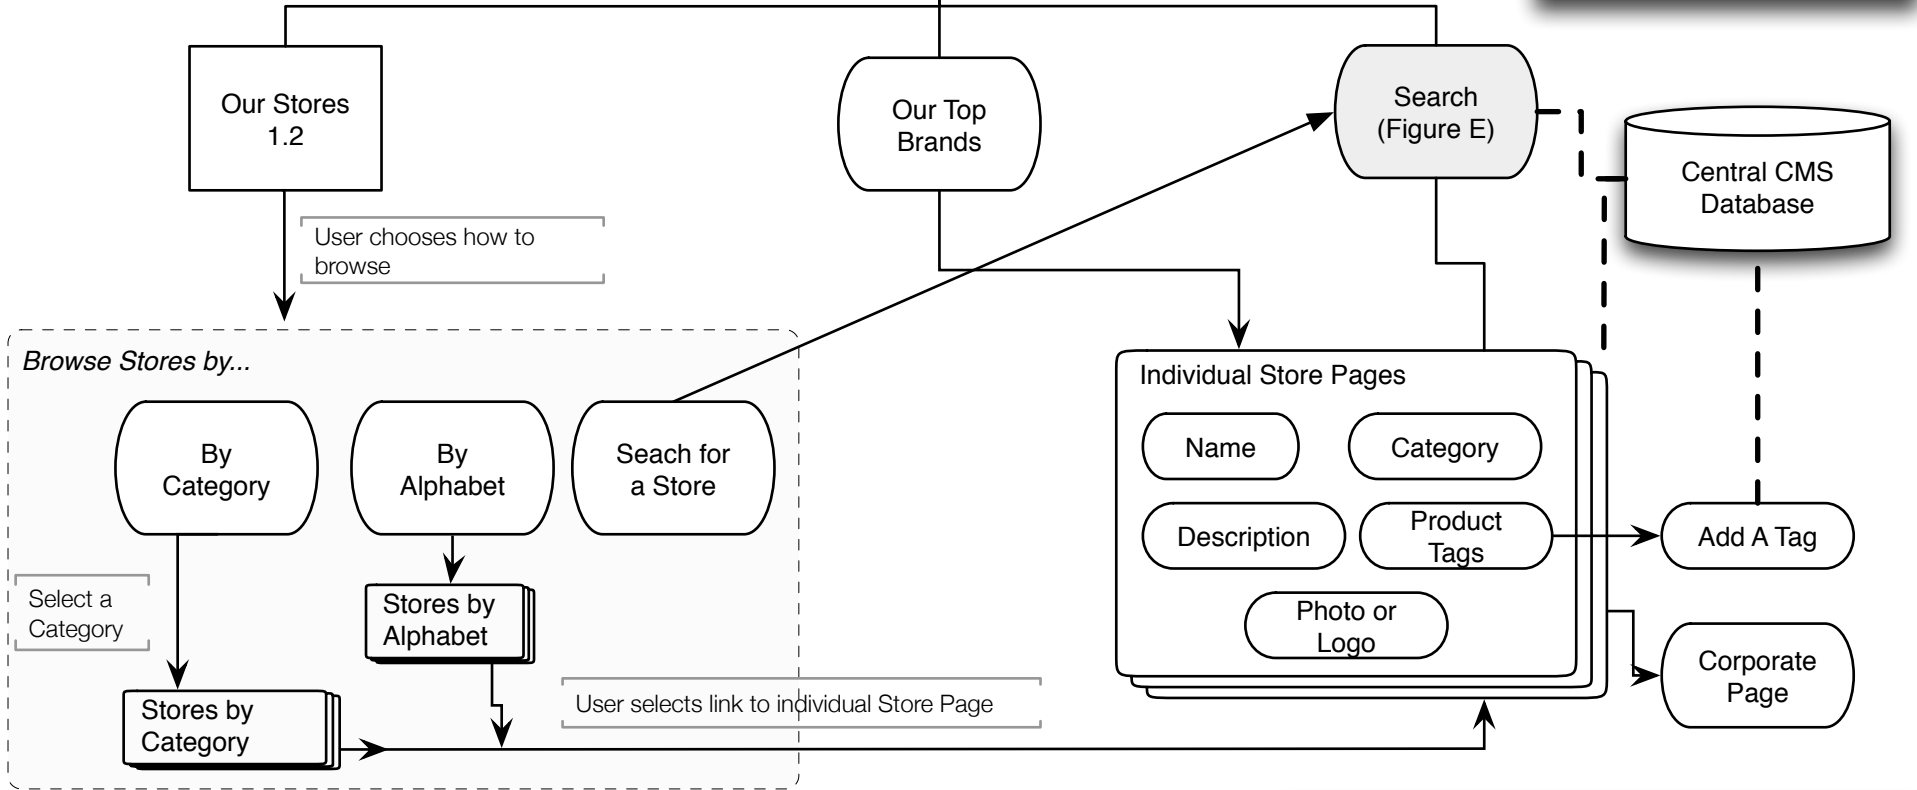 Our Stores
1.2
Our Top
Brands
Search
(Figure E)
Central CMS
Database
User chooses how to
browse
Browse Stores by...
By
Category
By
Alphabet
Seach for
a Store
Individual Store Pages
Name
Category
Description
Product
Tags
Photo or
Logo
Add A Tag
Corporate
Page
Select a
Category
Stores by
Alphabet
Stores by
Category
User selects link to individual Store Page